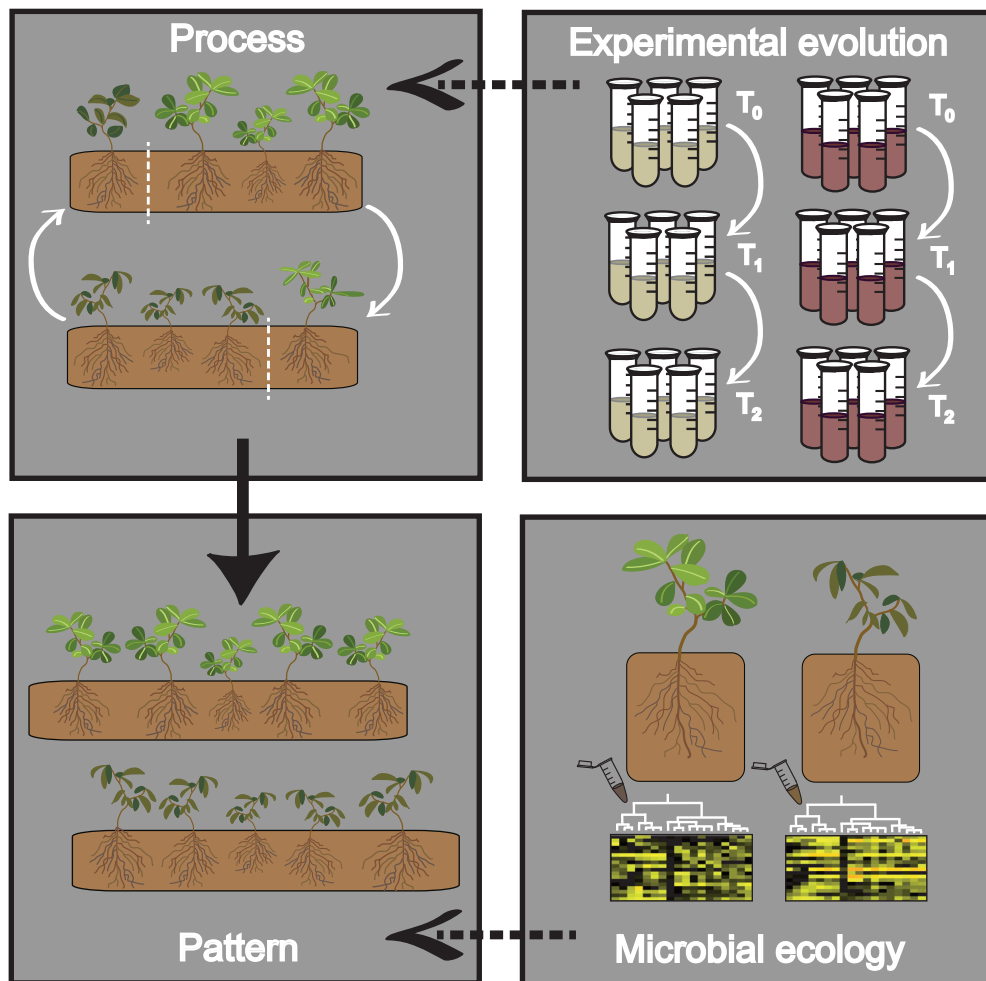 Process
Experimental evolution
T0
T0
T1
T1
T2
T2
Pattern
Microbial ecology